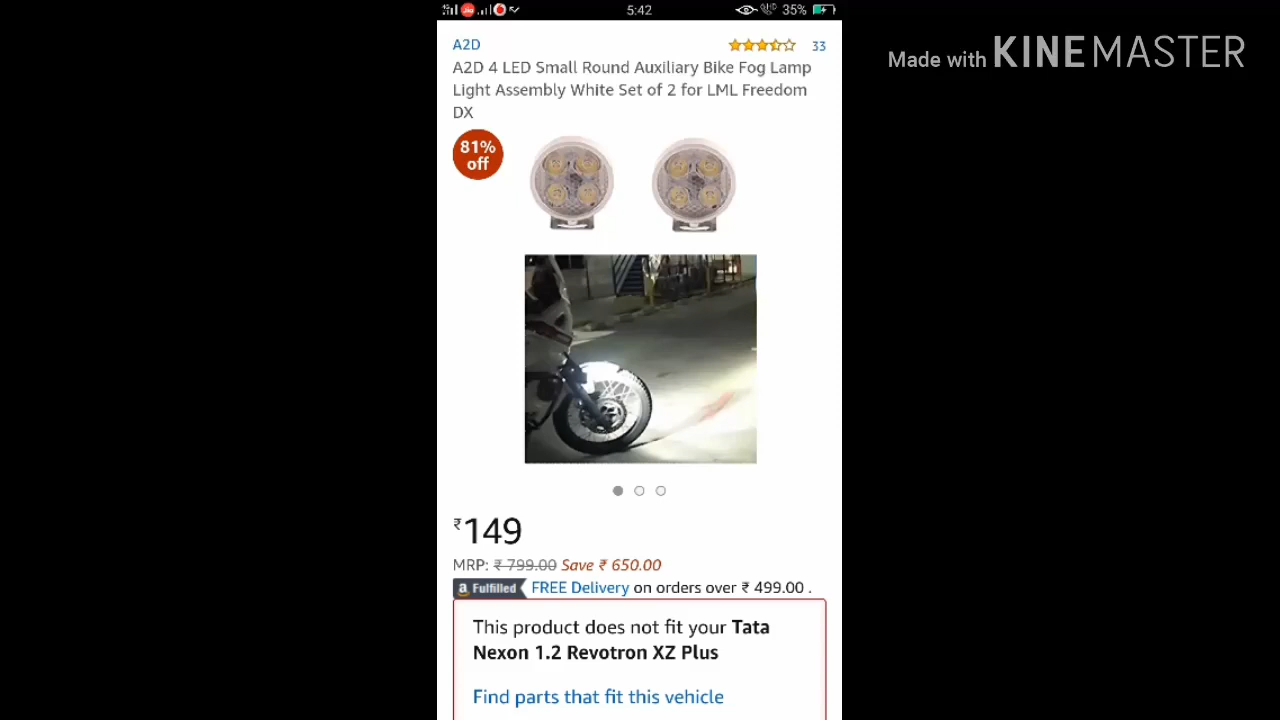 5:42
35%
Made with KINEMASTER
A2D
33
A2D 4 LED Small Round Auxiliary Bike Fog Lamp
Light Assembly White Set of 2 for LML Freedom
DX
81%
off
₹149
MRP: ₹ 799.00 Save ₹ 650.00
a Fulfilled FREE Delivery on orders over ₹ 499.00 .
This product does not fit your Tata
Nexon 1.2 Revotron XZ Plus
Find parts that fit this vehicle